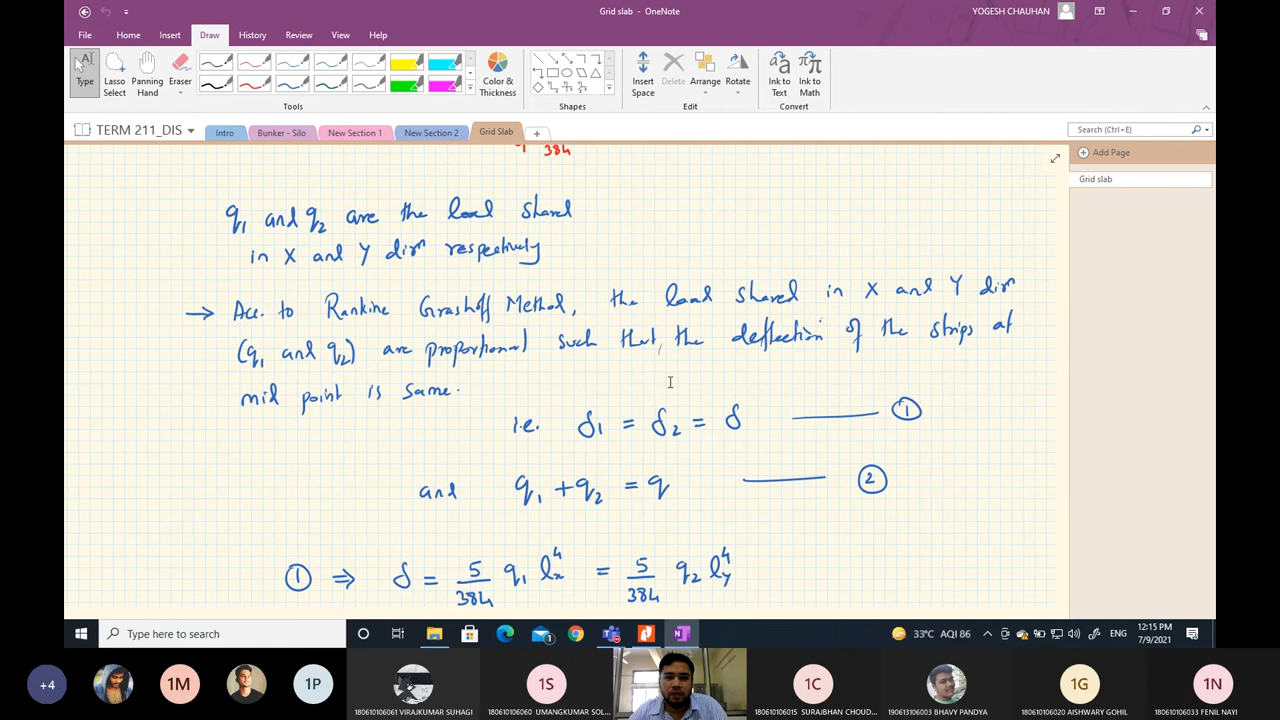 Grid slab - OneNote
YOGESH CHAUHAN
File Home Insert Draw History Review View Help
Type
Lasso Select
Panning Hand
Eraser
Color & Thickness
Insert Space
Delete
Arrange
Rotate
Ink to Text
Ink to Math
Tools Shapes Edit Convert
TERM 211_DIS Intro Bunker - Silo New Section 1 New Section 2 Grid Slab
Search (Ctrl+E)
Add Page
Grid slab
384
q₁ and q₂ are the load shared
in X and Y dirⁿ respectively
→ Acc. to Rankine Grashoff Method, the load shared in X and Y dirⁿ
(q₁ and q₂) are proportional such that, the deflection of the strips at
mid point is same.
i.e. δ₁ = δ₂ = δ ——— ①
and q₁ + q₂ = q ——— ②
① ⇒ δ = 5/384 q₁ lₓ⁴ = 5/384 q₂ l_y⁴
Type here to search
33°C AQI 86
ENG
12:15 PM
7/9/2021
+4
1M
1P
1S
1C
1G
1N
180610106061 VIRAJKUMAR SUHAGI
180610106060 UMANGKUMAR SOL...
180610106015 SURAJBHAN CHOUD...
190613106003 BHAVY PANDYA
180610106020 AISHWARY GOHIL
180610106033 FENIL NAYI